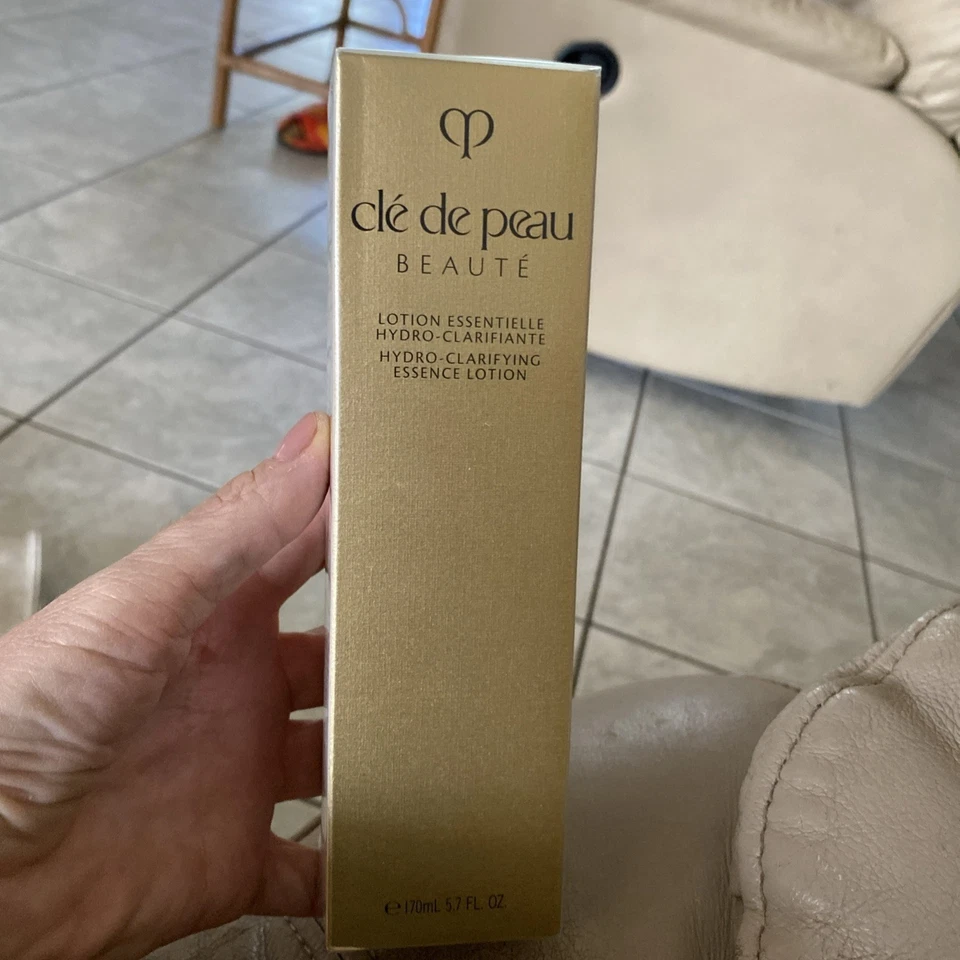 clé de peau
BEAUTÉ
LOTION ESSENTIELLE
HYDRO-CLARIFIANTE
HYDRO-CLARIFYING
ESSENCE LOTION
℮ 170mL 5.7 FL. OZ.